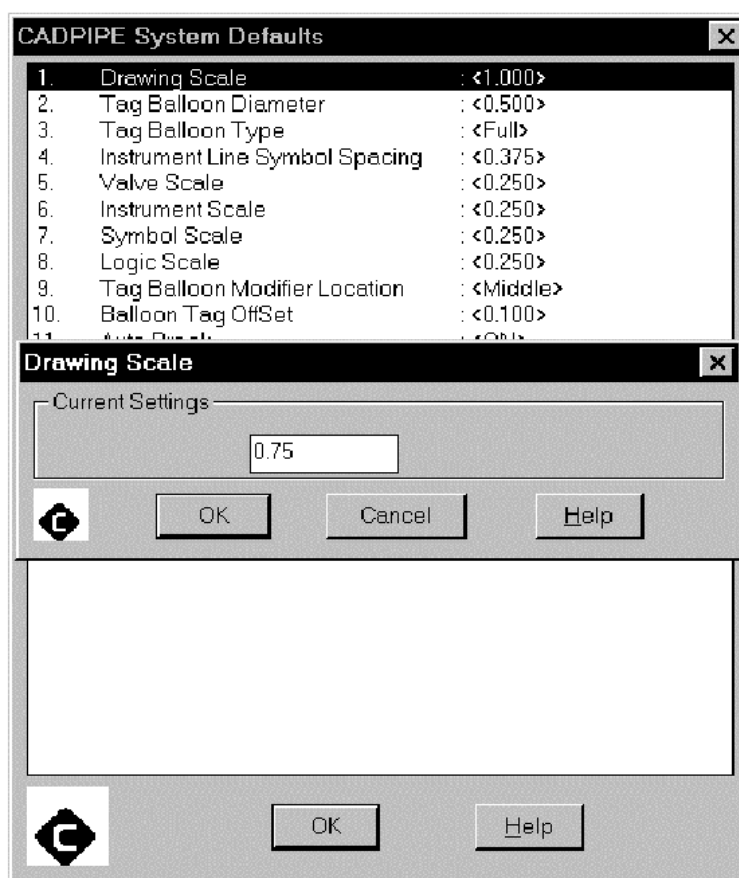 CADPIPE System Defaults
1. Drawing Scale : <1.000>
2. Tag Balloon Diameter : <0.500>
3. Tag Balloon Type : <Full>
4. Instrument Line Symbol Spacing : <0.375>
5. Valve Scale : <0.250>
6. Instrument Scale : <0.250>
7. Symbol Scale : <0.250>
8. Logic Scale : <0.250>
9. Tag Balloon Modifier Location : <Middle>
10. Balloon Tag OffSet : <0.100>
Drawing Scale
Current Settings
0.75
OK Cancel Help
OK Help